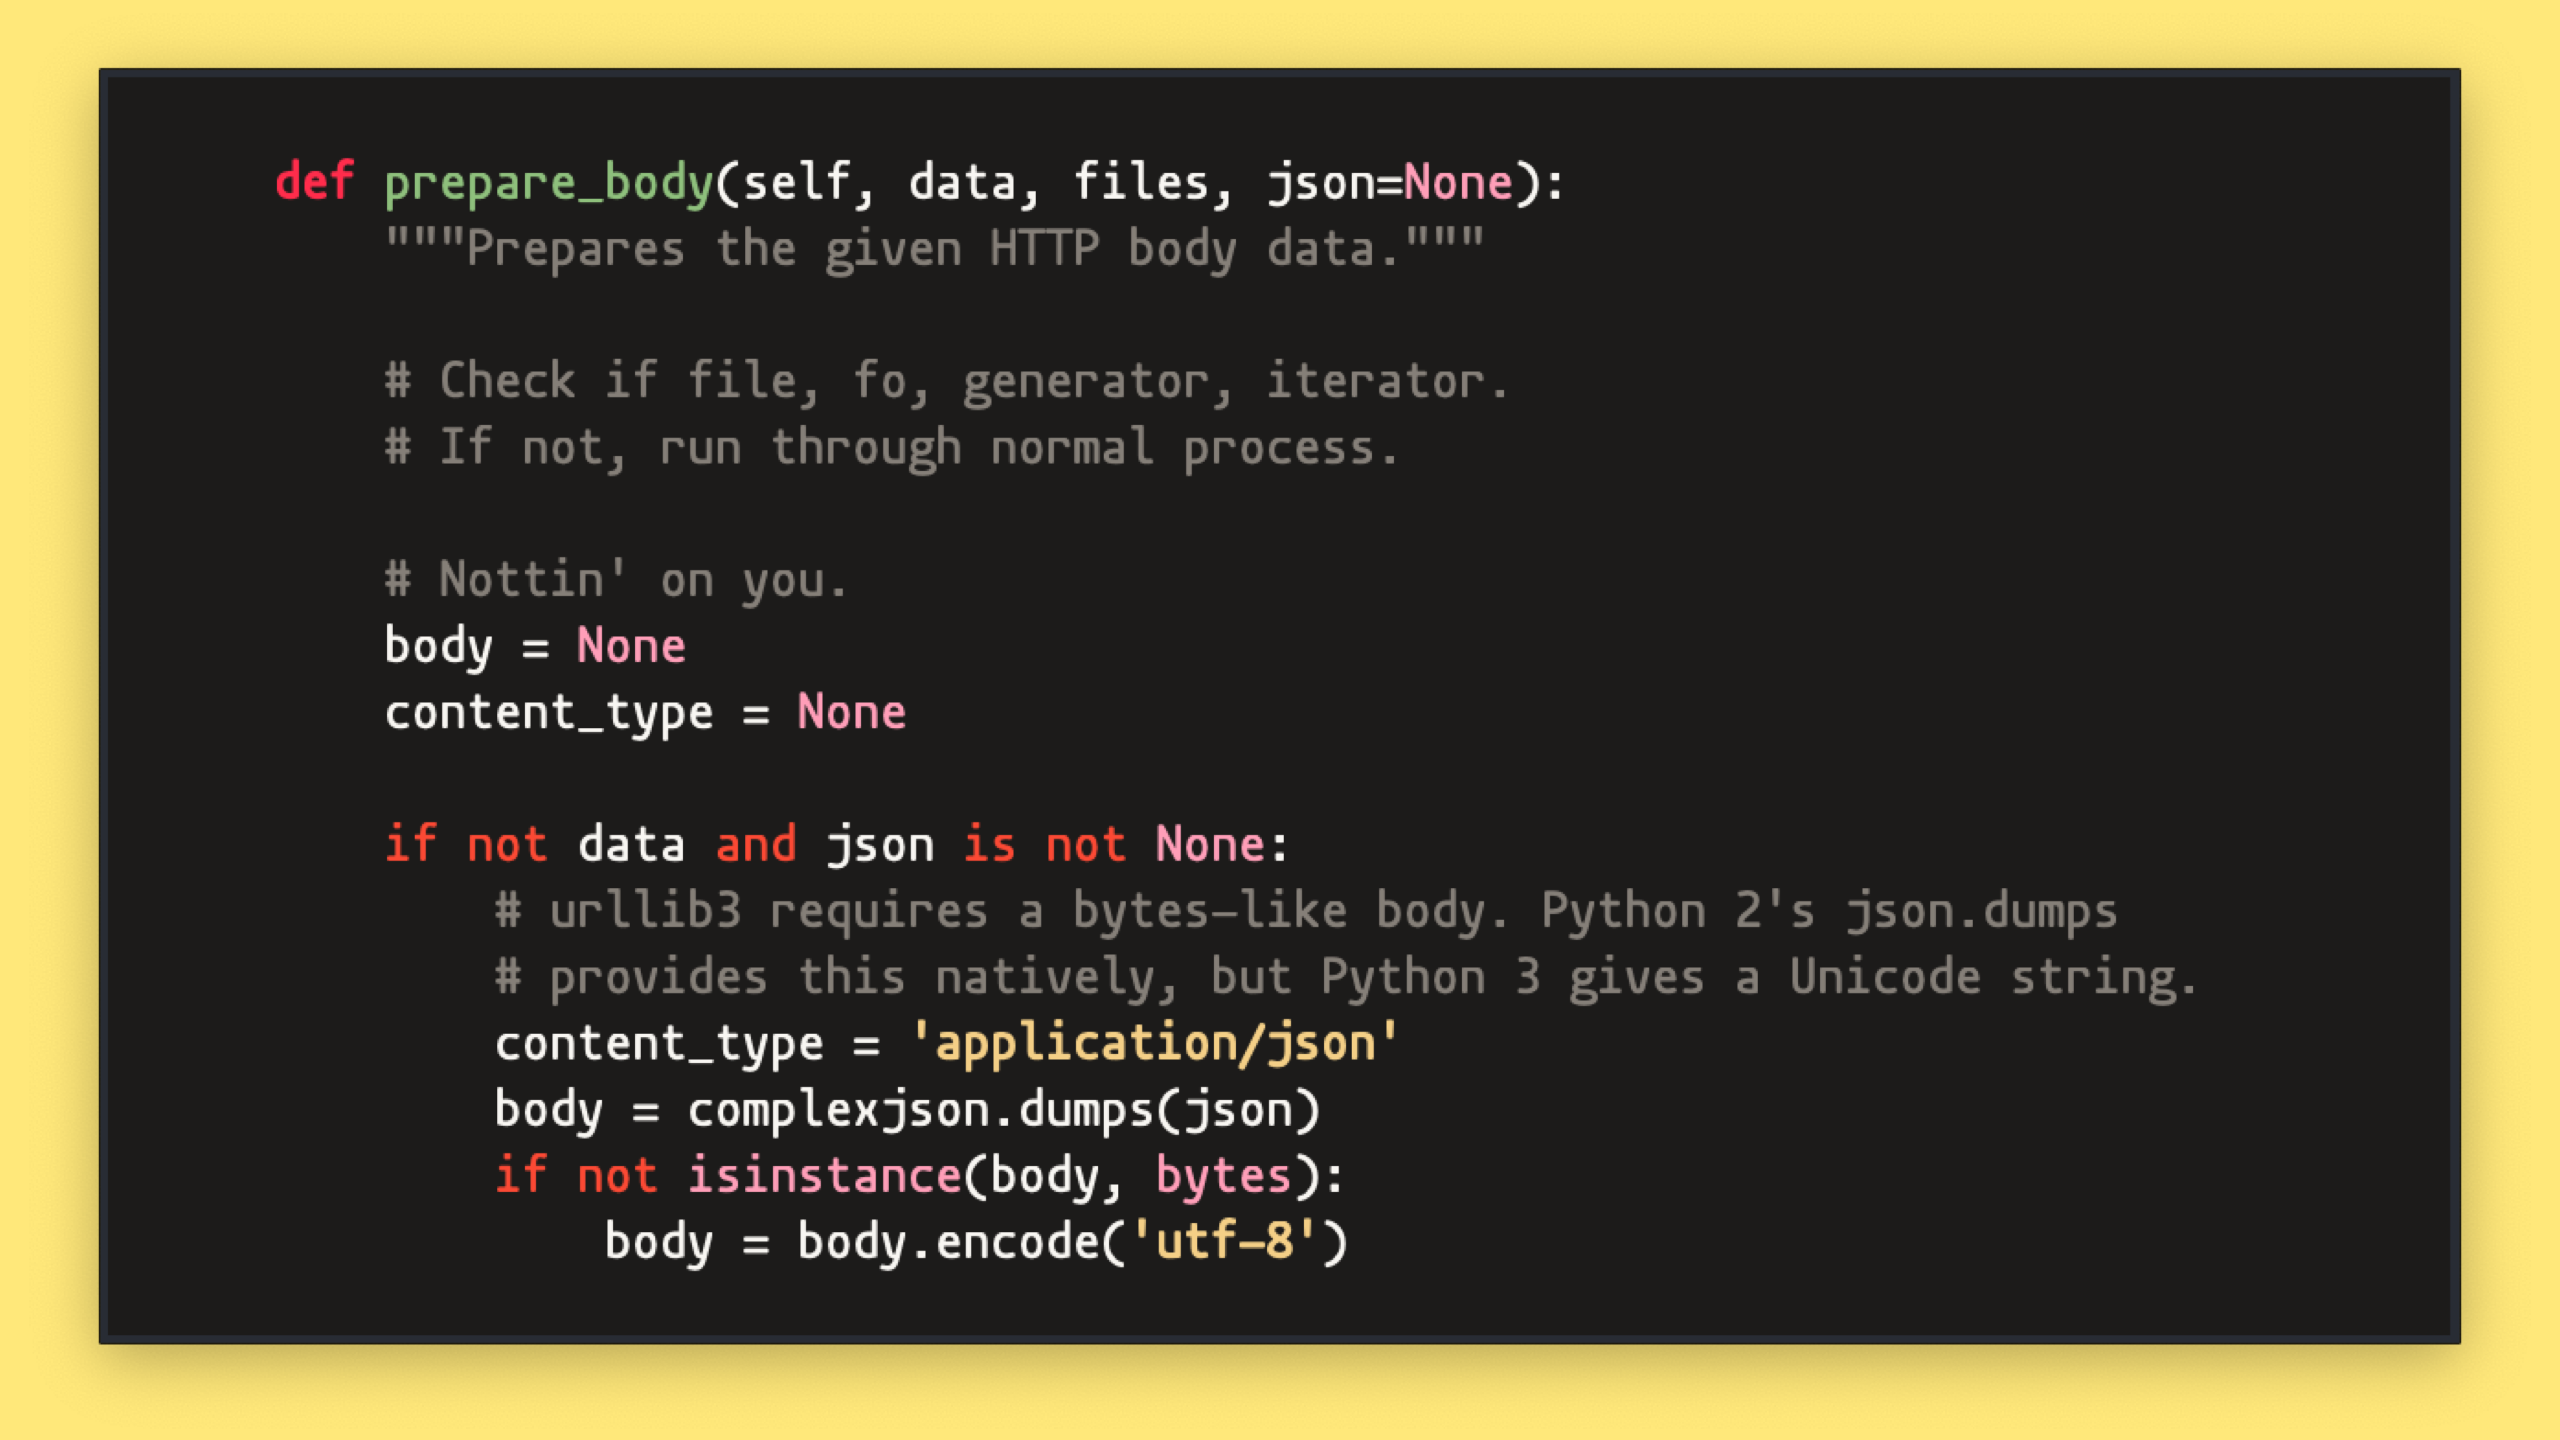 def prepare_body(self, data, files, json=None):
"""Prepares the given HTTP body data."""
# Check if file, fo, generator, iterator.
# If not, run through normal process.
# Nottin' on you.
body = None
content_type = None
if not data and json is not None:
# urllib3 requires a bytes-like body. Python 2's json.dumps
# provides this natively, but Python 3 gives a Unicode string.
content_type = 'application/json'
body = complexjson.dumps(json)
if not isinstance(body, bytes):
body = body.encode('utf-8')